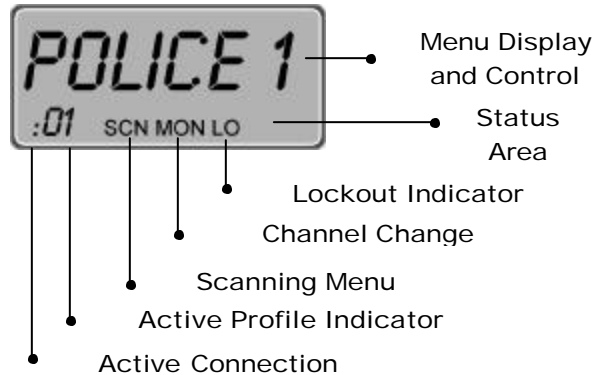 POLICE 1
:01 SCN MON LO
Menu Display
and Control
Status
Area
Lockout Indicator
Channel Change
Scanning Menu
Active Profile Indicator
Active Connection